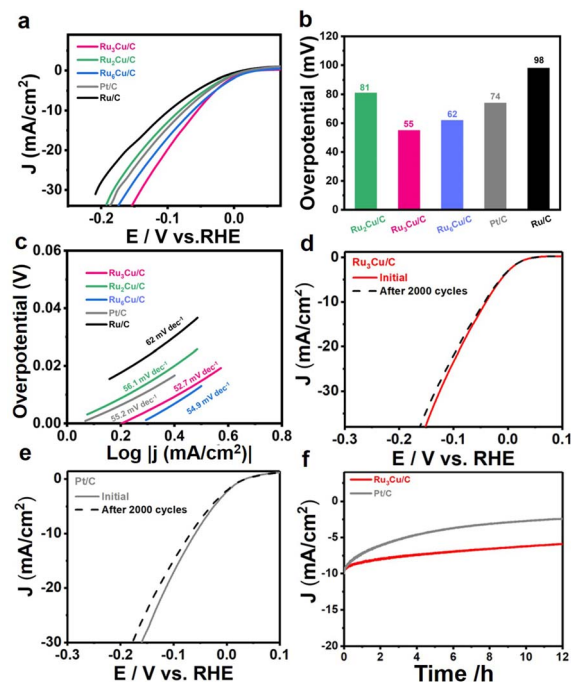 a
Ru₃Cu/C
Ru₂Cu/C
Ru₆Cu/C
Pt/C
Ru/C
J (mA/cm²)
0
-10
-20
-30
-0.2
-0.1
0.0
E / V vs.RHE
b
Overpotential (mV)
120
100
80
60
40
20
0
81
55
62
74
98
Ru₂Cu/C
Ru₃Cu/C
Ru₆Cu/C
Pt/C
Ru/C
c
Overpotential (V)
0.06
0.04
0.02
0.00
Ru₃Cu/C
Ru₂Cu/C
Ru₆Cu/C
Pt/C
Ru/C
62 mV dec⁻¹
56.1 mV dec⁻¹
52.7 mV dec⁻¹
55.2 mV dec⁻¹
54.9 mV dec⁻¹
0.0
0.2
0.4
0.6
0.8
Log |j (mA/cm²)|
d
Ru₃Cu/C
Initial
After 2000 cycles
J (mA/cm²)
0
-10
-20
-30
-0.3
-0.2
-0.1
0.0
0.1
E / V vs. RHE
e
Pt/C
Initial
After 2000 cycles
J (mA/cm²)
0
-10
-20
-30
-0.3
-0.2
-0.1
0.0
0.1
E / V vs. RHE
f
Ru₃Cu/C
Pt/C
J (mA/cm²)
0
-5
-10
-15
-20
0
2
4
6
8
10
12
Time /h